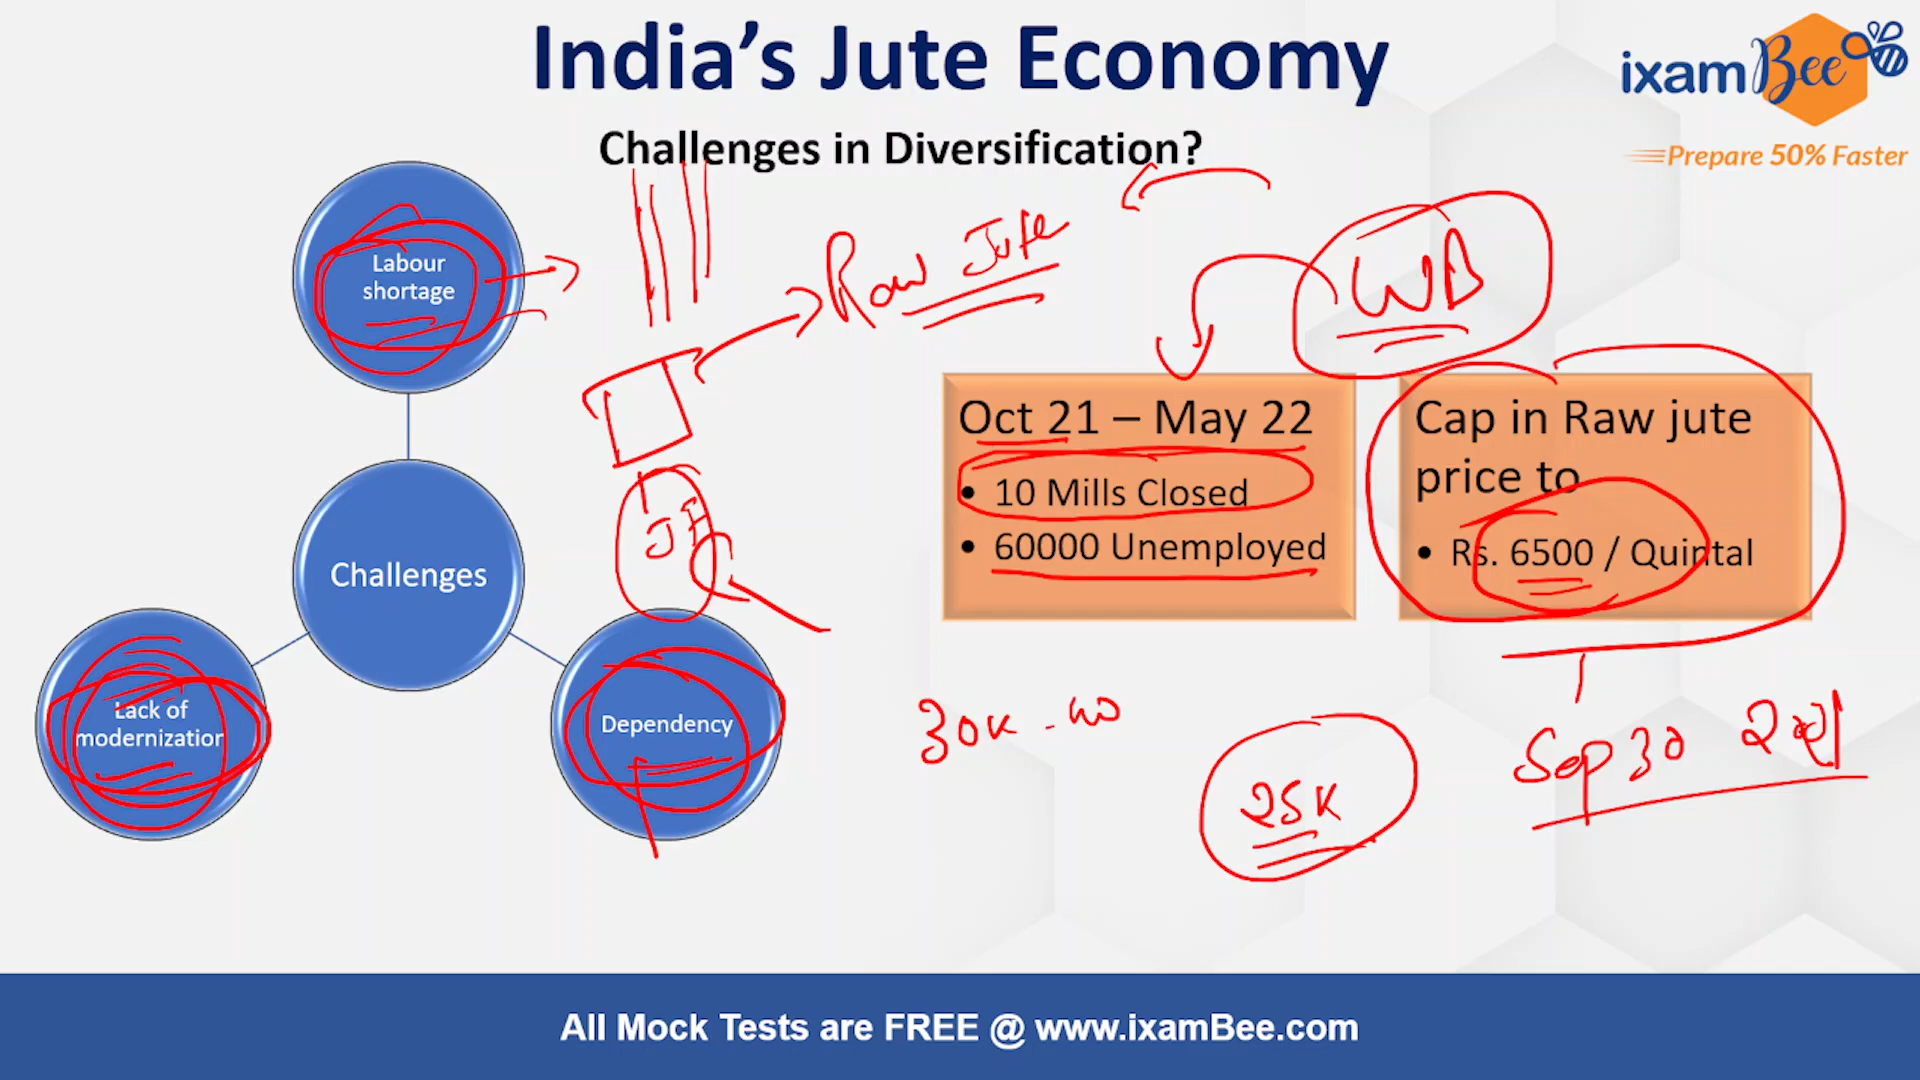 India's Jute Economy
ixamBee
Prepare 50% Faster
Challenges in Diversification?
Labour
shortage
Raw Jute
WB
Oct 21 – May 22
• 10 Mills Closed
• 60000 Unemployed
Cap in Raw jute
price to
• Rs. 6500 / Quintal
Challenges
Lack of
modernization
Dependency
30K - 40
25K
Sep 30 2021
All Mock Tests are FREE @ www.ixamBee.com